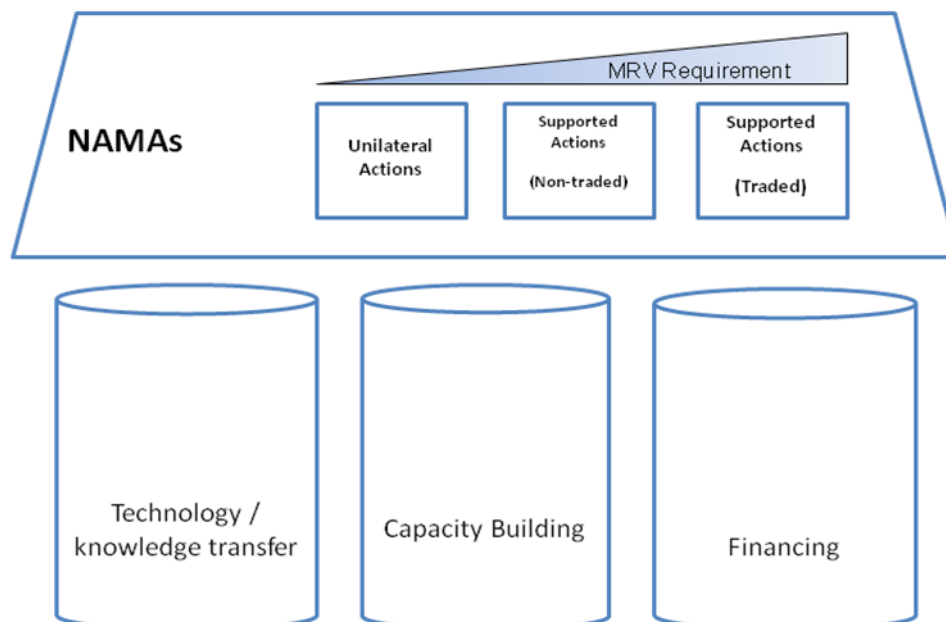 MRV Requirement
NAMAs
Unilateral
Actions
Supported
Actions
(Non-traded)
Supported
Actions
(Traded)
Technology /
knowledge transfer
Capacity Building
Financing